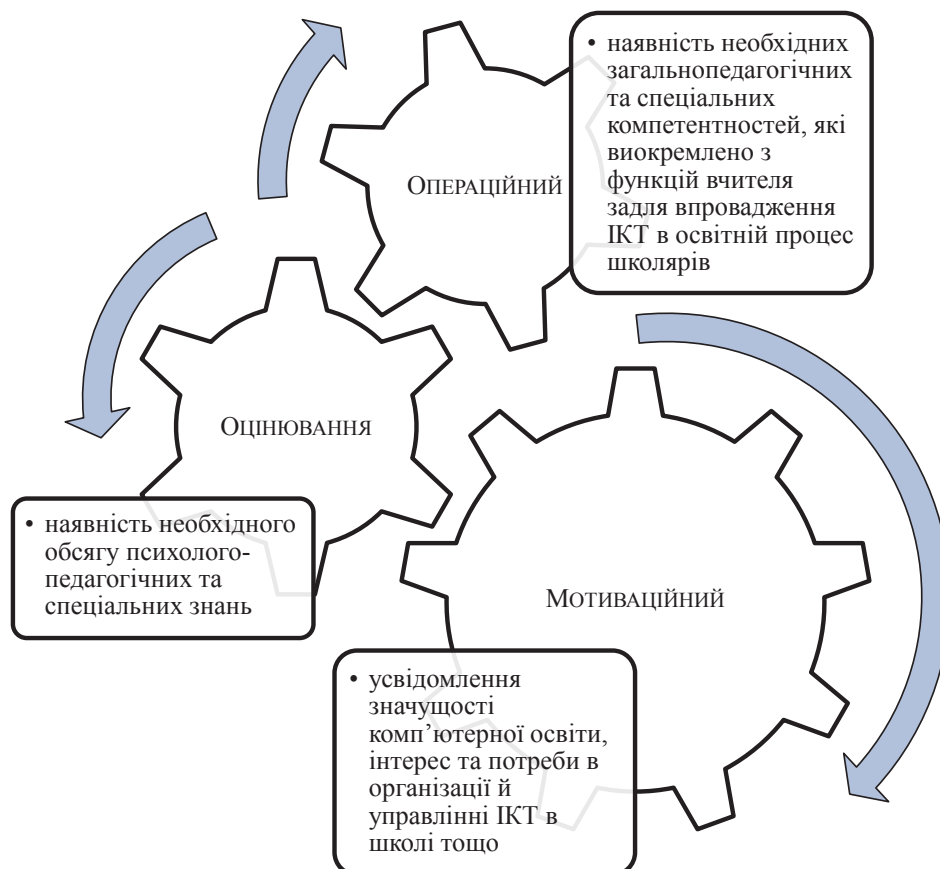 • наявність необхідних
загальнопедагогічних
та спеціальних
компетентностей, які
виокремлено з
функцій вчителя
задля впровадження
ІКТ в освітній процес
школярів
ОПЕРАЦІЙНИЙ
ОЦІНЮВАННЯ
• наявність необхідного
обсягу психолого-
педагогічних та
спеціальних знань
МОТИВАЦІЙНИЙ
• усвідомлення
значущості
комп’ютерної освіти,
інтерес та потреби в
організації й
управлінні ІКТ в
школі тощо